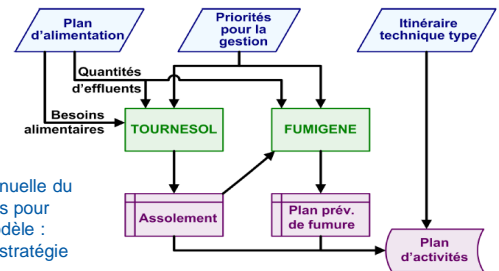 Plan
d'alimentation
Priorités
pour la
gestion
Itinéraire
technique type
Quantités
d'effluents
Besoins
alimentaires
TOURNESOL
FUMIGENE
nuelle du
s pour
dèle :
stratégie
Assolement
Plan prév.
de fumure
Plan
d'activités